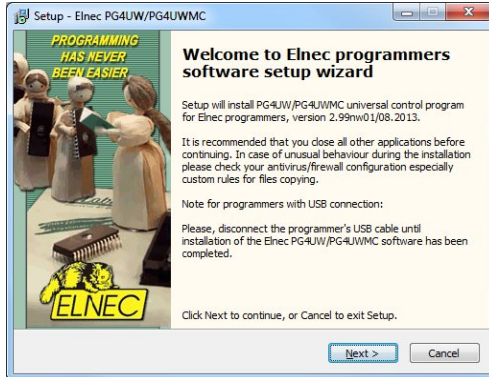 Setup - Elnec PG4UW/PG4UWMC
PROGRAMMING
HAS NEVER
BEEN EASIER
Welcome to Elnec programmers
software setup wizard
Setup will install PG4UW/PG4UWMC universal control program
for Elnec programmers, version 2.99nw01/08.2013.
It is recommended that you close all other applications before
continuing. In case of unusual behaviour during the installation
please check your antivirus/firewall configuration especially
custom rules for files copying.
Note for programmers with USB connection:
Please, disconnect the programmer's USB cable until
installation of the Elnec PG4UW/PG4UWMC software has been
completed.
ELNEC
Click Next to continue, or Cancel to exit Setup.
Next >
Cancel